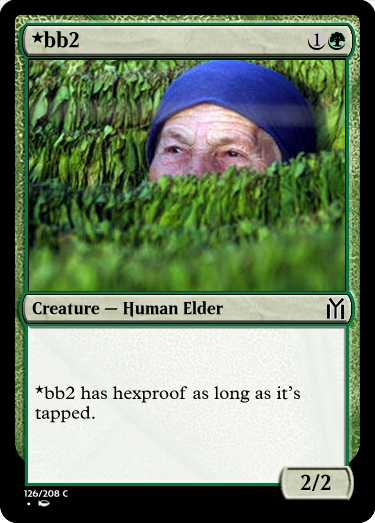 *bb2 1
Creature — Human Elder
*bb2 has hexproof as long as it's
tapped.
2/2
126/208 C